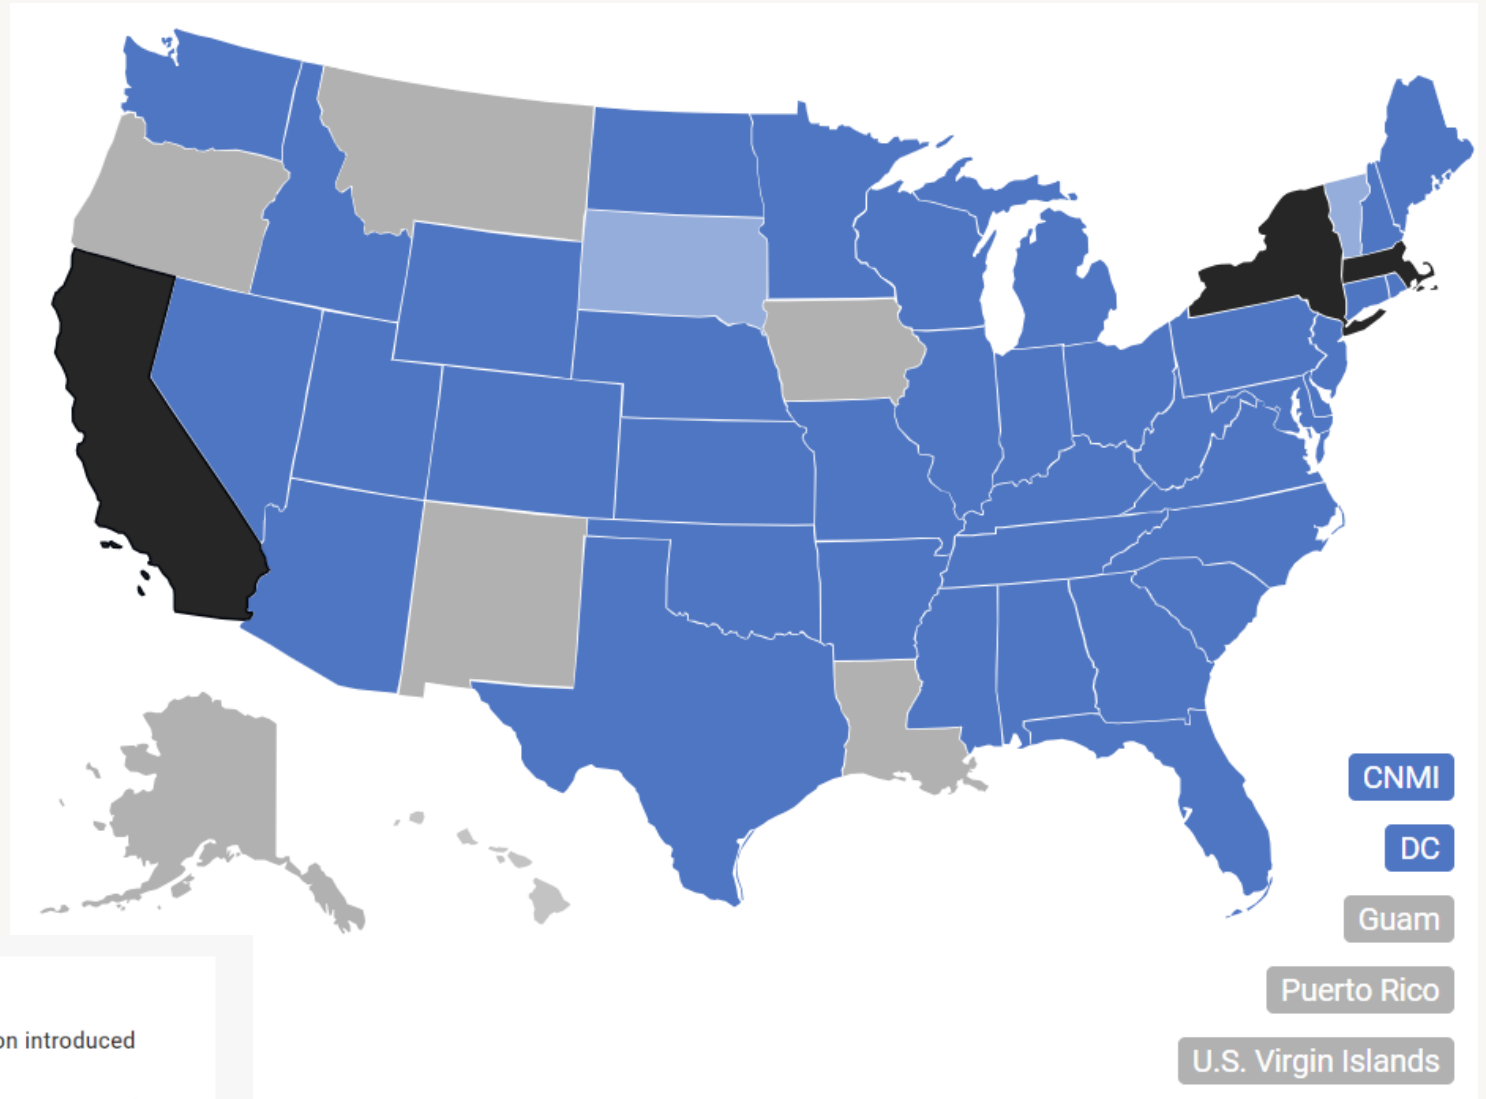 CNMI
DC
Guam
Puerto Rico
on introduced
U.S. Virgin Islands